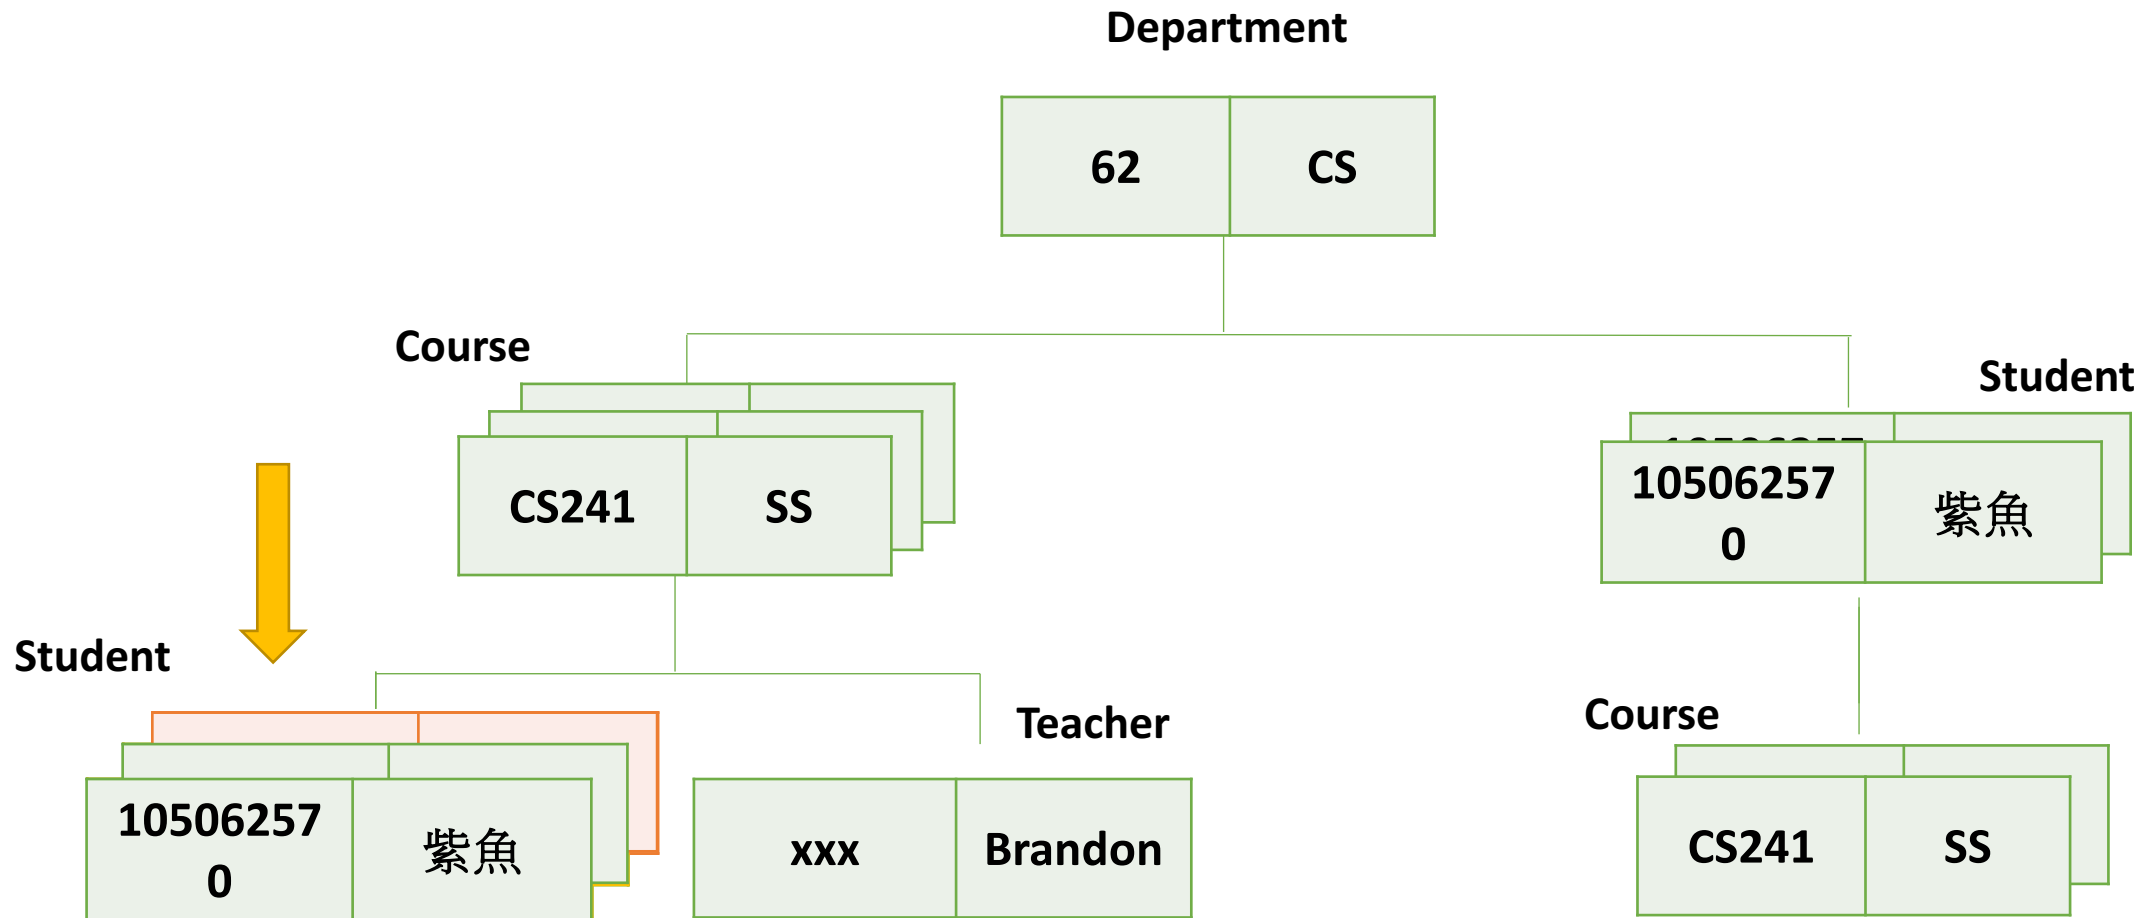 Department
62 CS
Course
Student
CS241 SS
10506257
0
紫魚
Student
Teacher
Course
10506257
0
紫魚
xxx Brandon
CS241 SS